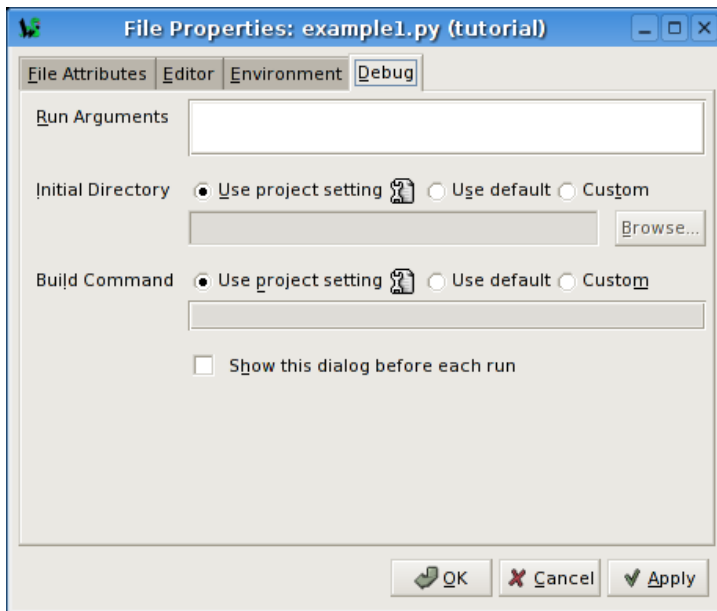 File Properties: example1.py (tutorial)
File Attributes Editor Environment Debug
Run Arguments
Initial Directory Use project setting Use default Custom
Browse...
Build Command Use project setting Use default Custom
Show this dialog before each run
OK Cancel Apply